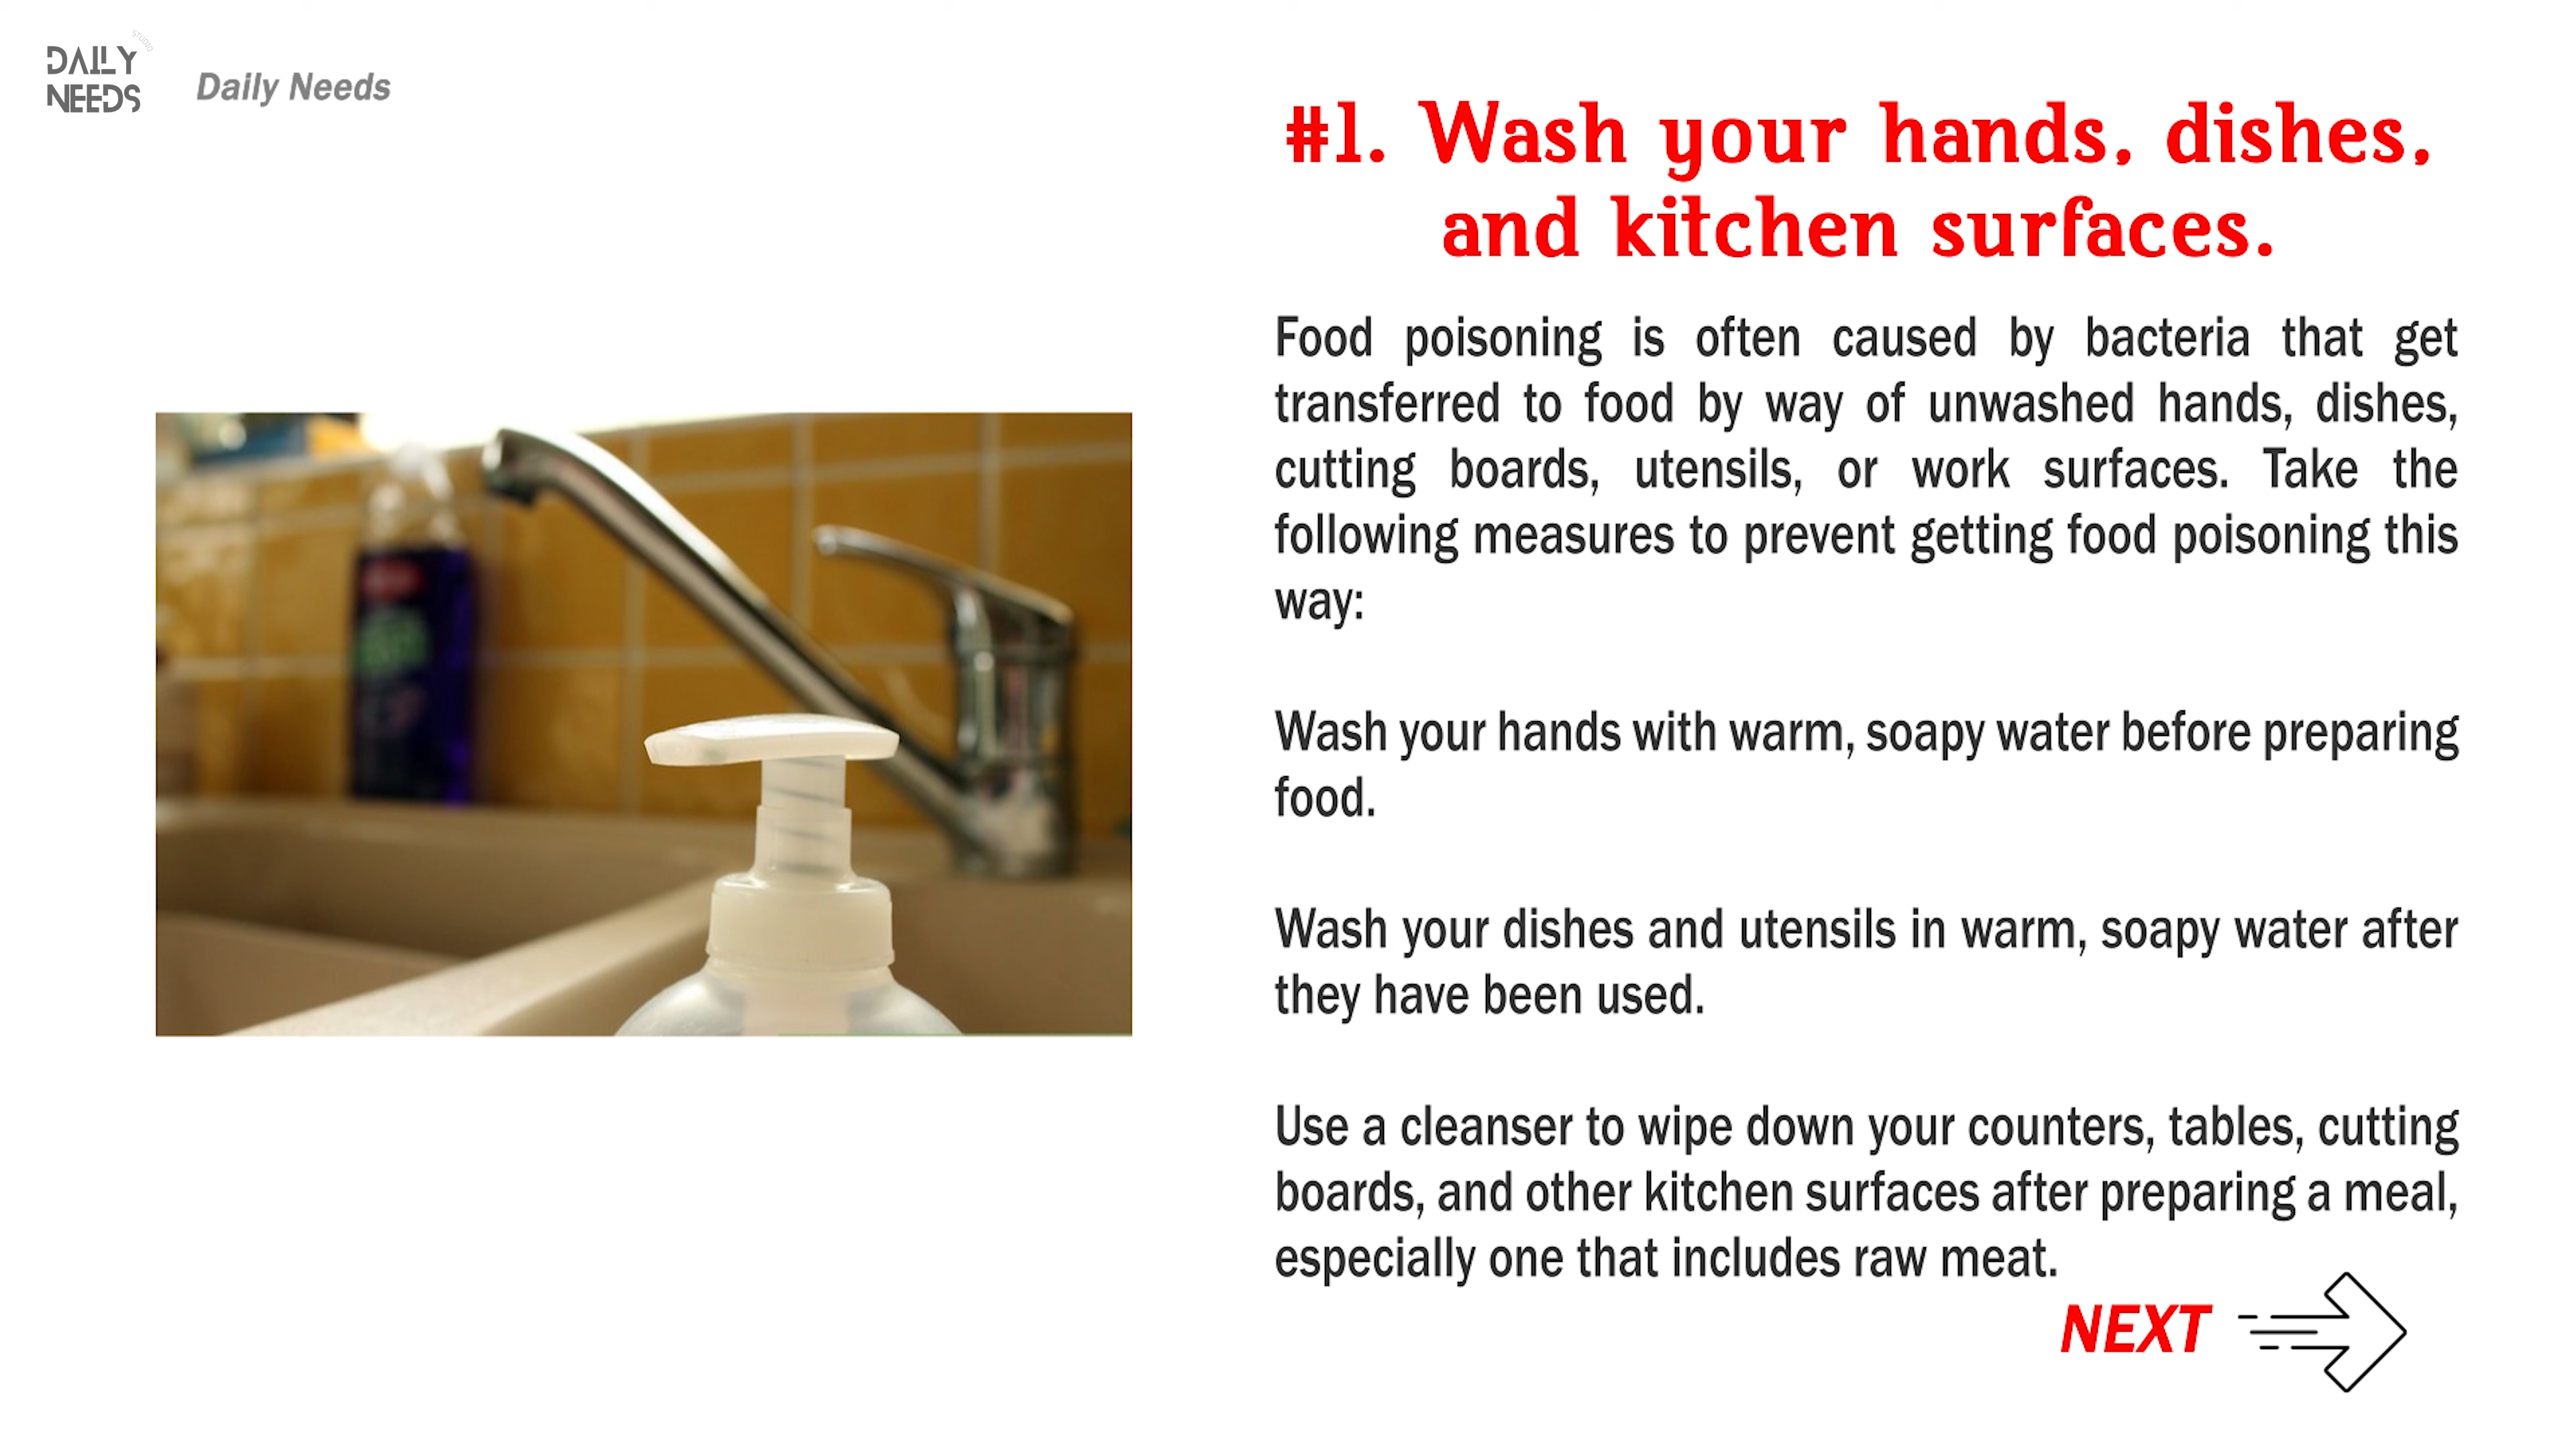 STUDIO
DAILY
NEEDS
Daily Needs
#1. Wash your hands, dishes,
and kitchen surfaces.
Food poisoning is often caused by bacteria that get
transferred to food by way of unwashed hands, dishes,
cutting boards, utensils, or work surfaces. Take the
following measures to prevent getting food poisoning this
way:
Wash your hands with warm, soapy water before preparing
food.
Wash your dishes and utensils in warm, soapy water after
they have been used.
Use a cleanser to wipe down your counters, tables, cutting
boards, and other kitchen surfaces after preparing a meal,
especially one that includes raw meat.
NEXT